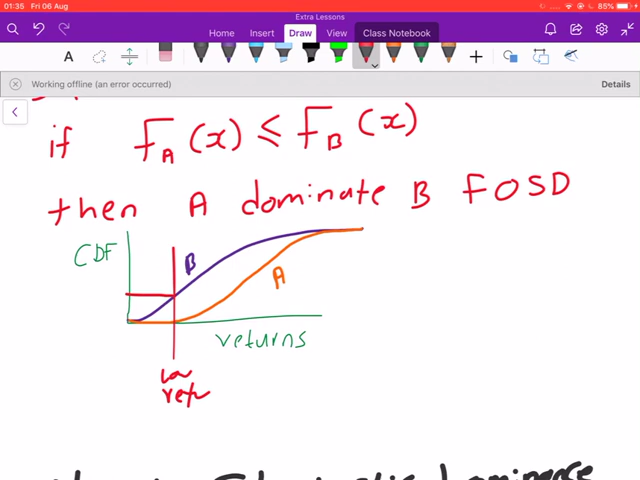 01:35 Fri 06 Aug
Extra Lessons
85%
Home Insert Draw View Class Notebook
A
Working offline (an error occurred) Details
if F_A (x) ≤ F_B (x)
then A dominate B FOSD
CDF
B
A
returns
low